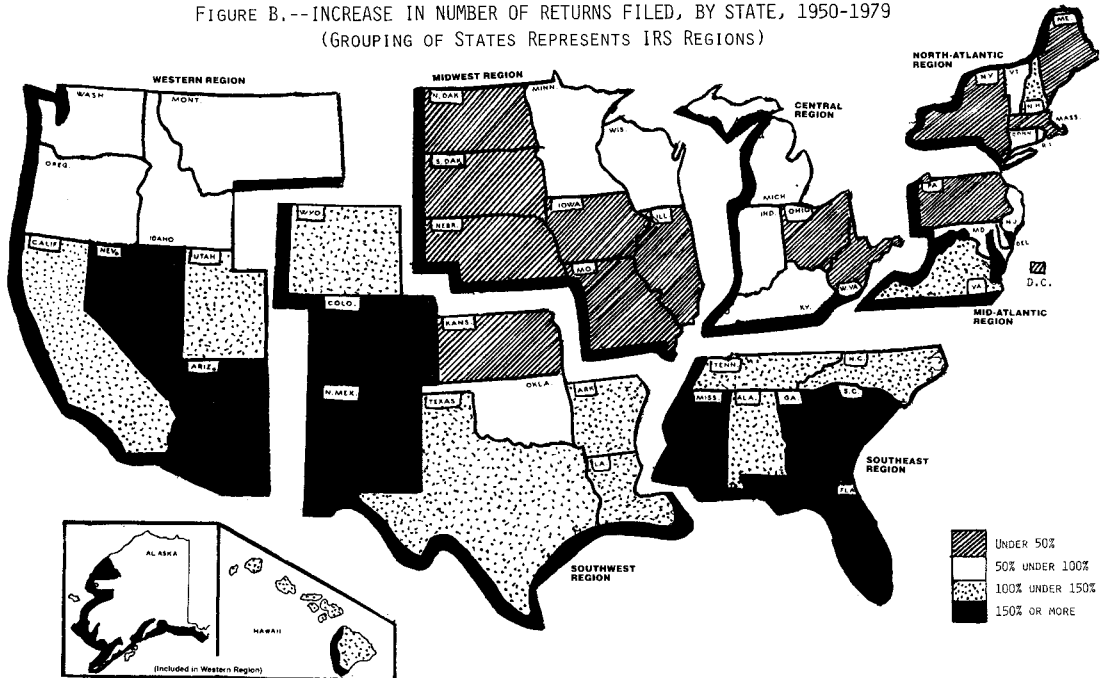 FIGURE B.--INCREASE IN NUMBER OF RETURNS FILED, BY STATE, 1950-1979
(GROUPING OF STATES REPRESENTS IRS REGIONS)
WESTERN REGION
WASH.
MONT.
OREG.
IDAHO
CALIF.
NEV.
UTAH
ARIZ.
MIDWEST REGION
N. DAK
MINN.
WIS.
S. DAK
NEBR.
IOWA
ILL
MO.
CENTRAL
REGION
MICH
IND.
OHIO
W.VA
KY.
NORTH-ATLANTIC
REGION
ME.
N Y
V T.
N.H.
MASS.
CONN
R I.
PA
N.J.
MD.
DEL
VA.
D.C.
MID-ATLANTIC
REGION
WYO.
COLO.
N.MEX.
KANS.
OKLA.
TEXAS
ARK
LA
SOUTHWEST
REGION
TENN.
N.C.
S.C.
MISS.
ALA.
GA
FLA
SOUTHEAST
REGION
ALASKA
HAWAII
(Included in Western Region)
UNDER 50%
50% UNDER 100%
100% UNDER 150%
150% OR MORE